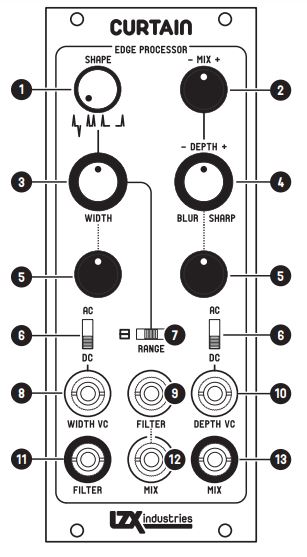 CURTAIN
EDGE PROCESSOR
SHAPE
- MIX +
1
2
- DEPTH +
3
4
WIDTH
BLUR
SHARP
5
5
AC
AC
6
7
6
RANGE
DC
DC
8
9
10
WIDTH VC
FILTER
DEPTH VC
11
12
13
FILTER
MIX
MIX
LZX industries